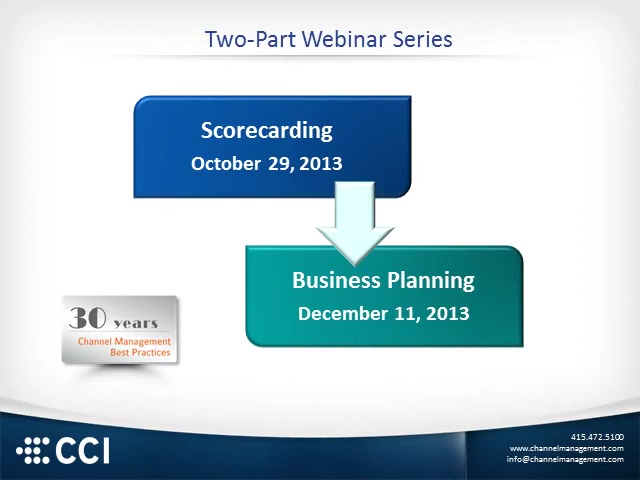 Two-Part Webinar Series
Scorecarding
October 29, 2013
Business Planning
December 11, 2013
30 years
Channel Management
Best Practices
CCI
415.472.5100
www.channelmanagement.com
info@channelmanagement.com